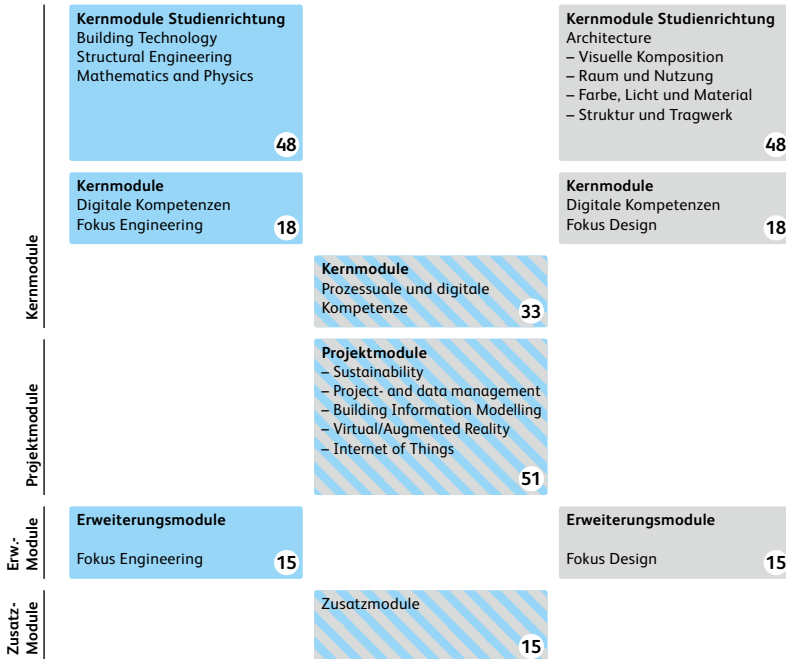 Kernmodule Studienrichtung
Building Technology
Structural Engineering
Mathematics and Physics
48
Kernmodule Studienrichtung
Architecture
– Visuelle Komposition
– Raum und Nutzung
– Farbe, Licht und Material
– Struktur und Tragwerk
48
Kernmodule
Kernmodule
Digitale Kompetenzen
Fokus Engineering
18
Kernmodule
Digitale Kompetenzen
Fokus Design
18
Kernmodule
Prozessuale und digitale
Kompetenze
33
Projektmodule
Projektmodule
– Sustainability
– Project- and data management
– Building Information Modelling
– Virtual/Augmented Reality
– Internet of Things
51
Erw.-
Module
Erweiterungsmodule
Fokus Engineering
15
Erweiterungsmodule
Fokus Design
15
Zusatz-
Module
Zusatzmodule
15